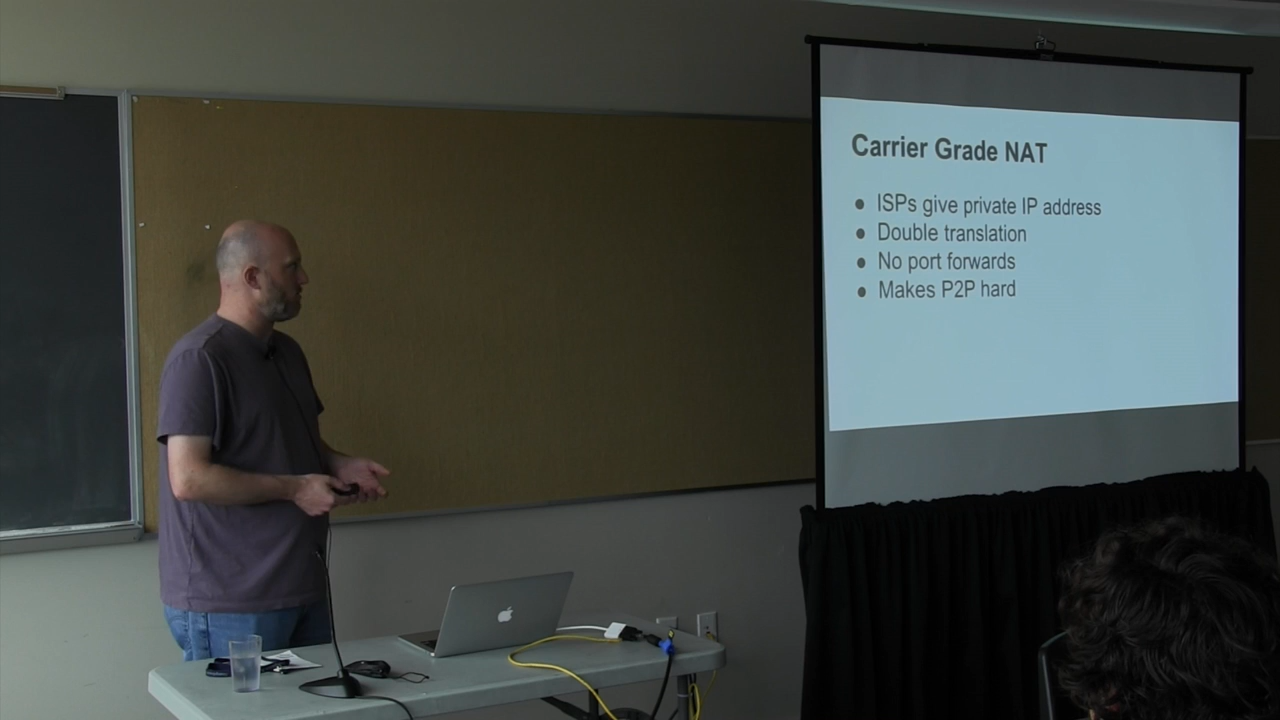 Carrier Grade NAT
● ISPs give private IP address
● Double translation
● No port forwards
● Makes P2P hard